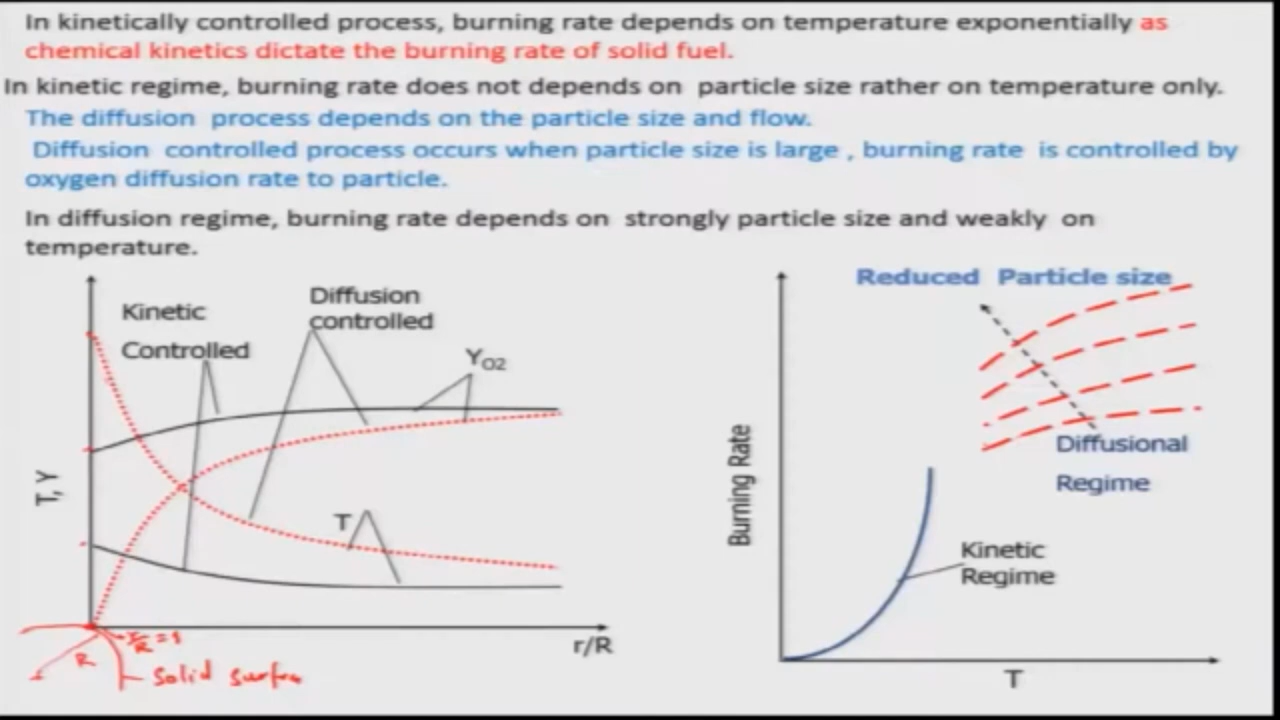 In kinetically controlled process, burning rate depends on temperature exponentially as
chemical kinetics dictate the burning rate of solid fuel.
In kinetic regime, burning rate does not depends on particle size rather on temperature only.
The diffusion process depends on the particle size and flow.
Diffusion controlled process occurs when particle size is large , burning rate is controlled by
oxygen diffusion rate to particle.
In diffusion regime, burning rate depends on strongly particle size and weakly on
temperature.
Kinetic
Controlled
Diffusion
controlled
YO2
T, Y
T
r/R
r/R = 1
R
Solid surfa
Reduced Particle size
Burning Rate
Diffusional
Regime
Kinetic
Regime
T